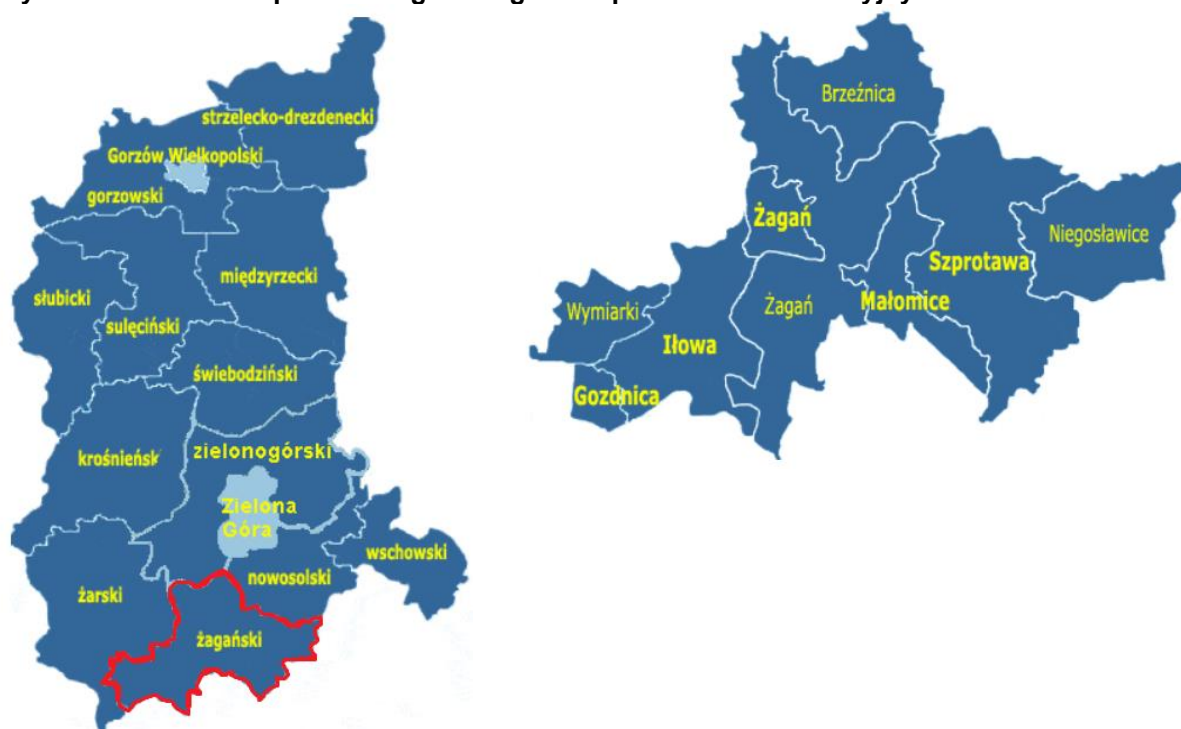 strzelecko-drezdenecki
Gorzów Wielkopolski
gorzowski
międzyrzecki
słubicki
sulęciński
świebodziński
zielonogórski
krośnieńsk
Zielona
Góra
wschowski
nowosolski
żarski
żagański
Brzeźnica
Żagań
Niegosławice
Szprotawa
Małomice
Żagań
Wymiarki
Iłowa
Gozdnica